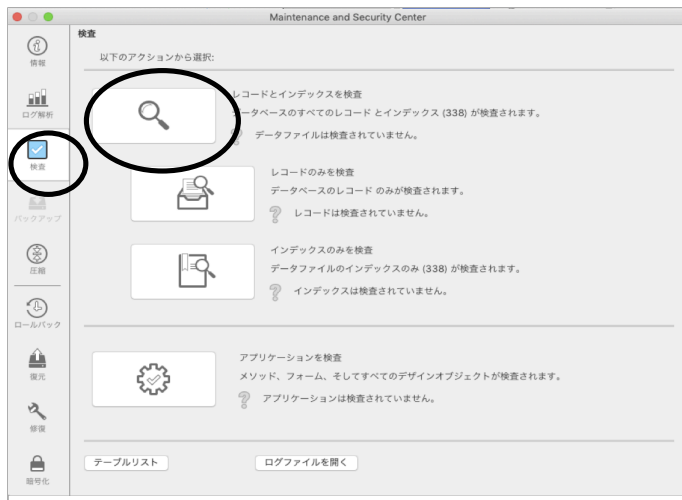 Maintenance and Security Center
情報
ログ解析
検査
バックアップ
圧縮
ロールバック
復元
修復
暗号化
検査
以下のアクションから選択:
レコードとインデックスを検査
データベースのすべてのレコード とインデックス (338) が検査されます。
データファイルは検査されていません。
レコードのみを検査
データベースのレコード のみが検査されます。
レコードは検査されていません。
インデックスのみを検査
データファイルのインデックスのみ (338) が検査されます。
インデックスは検査されていません。
アプリケーションを検査
メソッド、フォーム、そしてすべてのデザインオブジェクトが検査されます。
アプリケーションは検査されていません。
テーブルリスト
ログファイルを開く